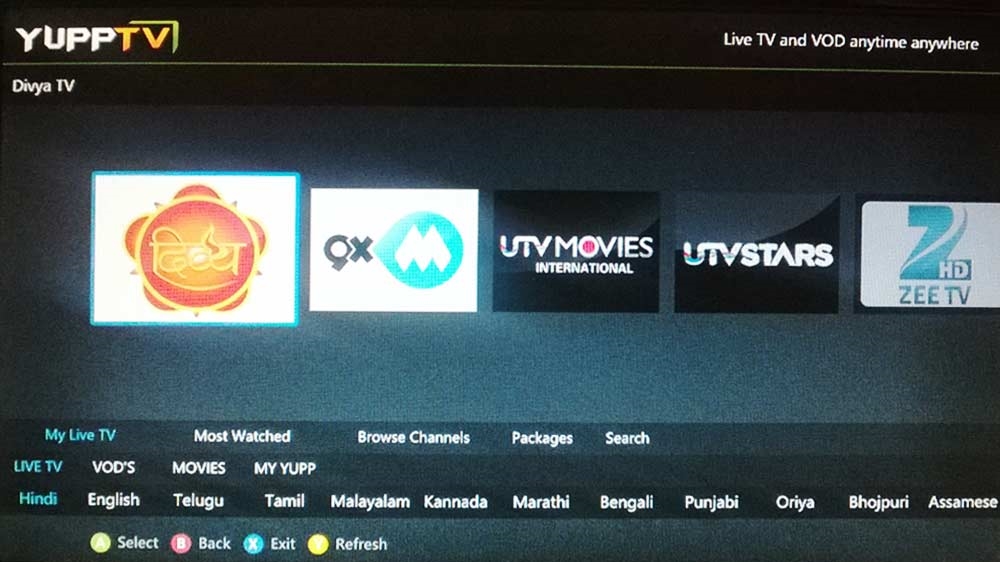 YUPPTV
Live TV and VOD anytime anywhere
Divya TV
दिव्य
9x M
UTV MOVIES
INTERNATIONAL
UTVSTARS
Z HD
ZEE TV
My Live TV Most Watched Browse Channels Packages Search
LIVE TV VOD'S MOVIES MY YUPP
Hindi English Telugu Tamil Malayalam Kannada Marathi Bengali Punjabi Oriya Bhojpuri Assamese
A Select B Back X Exit Y Refresh